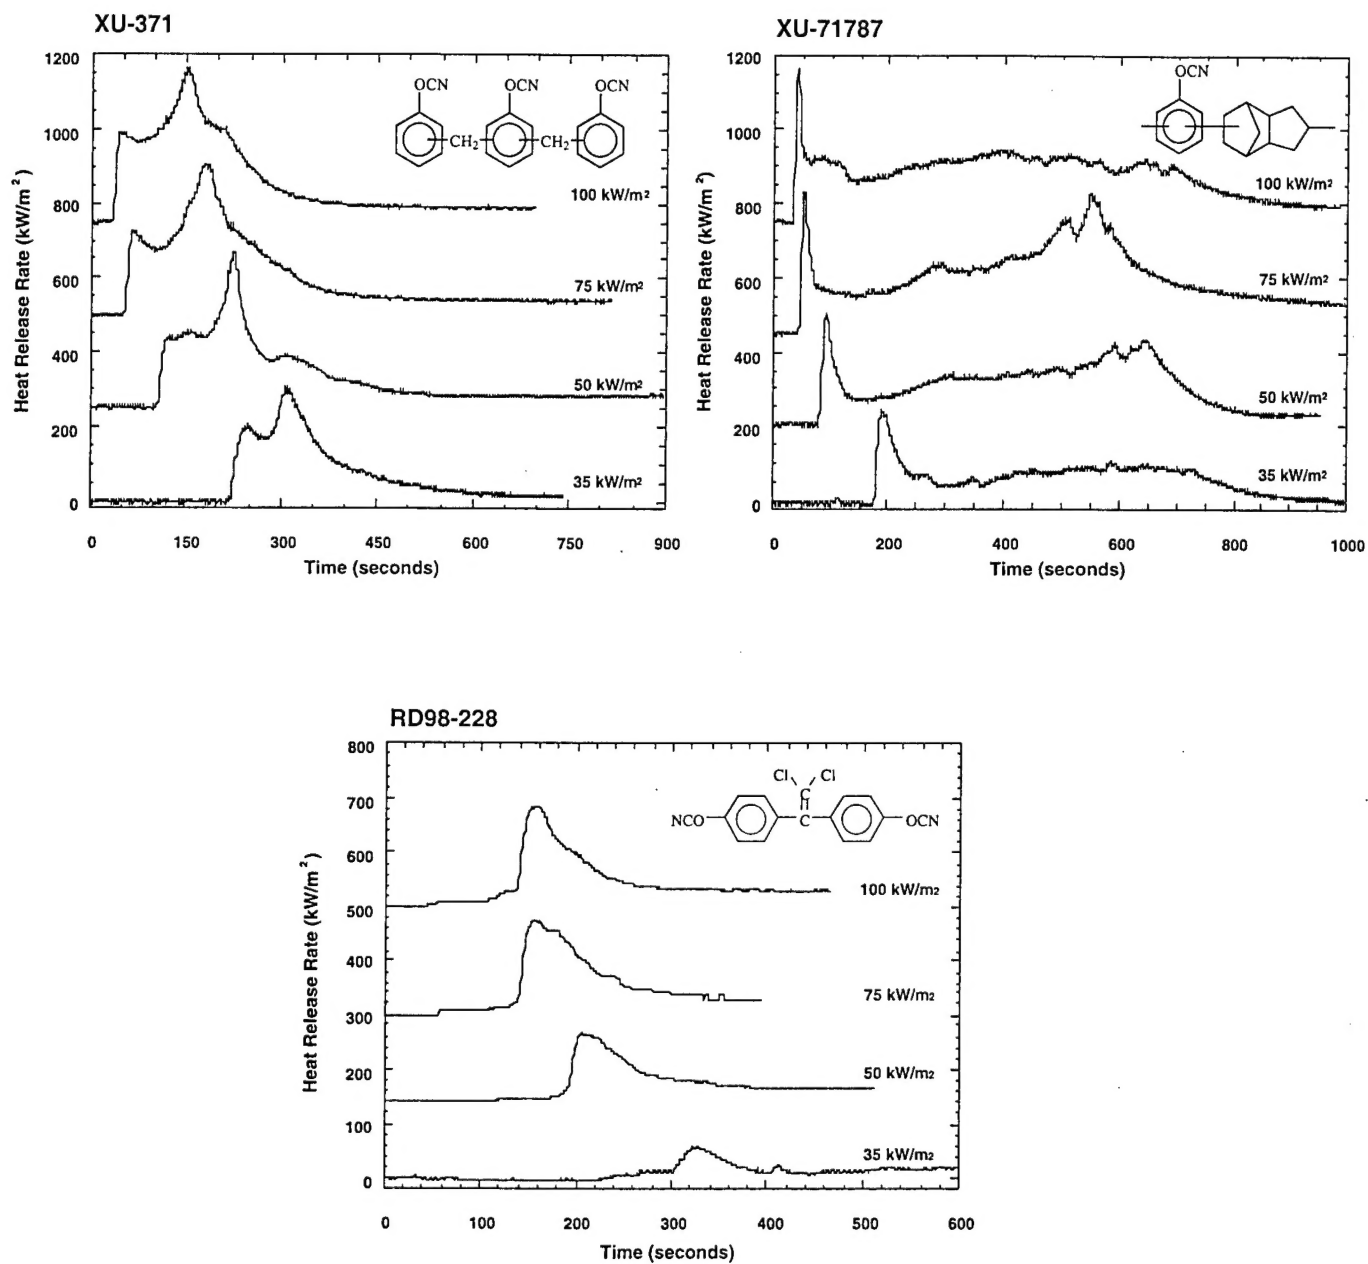 XU-371
1200
1000
800
600
400
200
0
Heat Release Rate (kW/m²)
OCN
OCN
OCN
CH₂
CH₂
100 kW/m²
75 kW/m²
50 kW/m²
35 kW/m²
0 150 300 450 600 750 900
Time (seconds)
XU-71787
1200
1000
800
600
400
200
0
Heat Release Rate (kW/m²)
OCN
100 kW/m²
75 kW/m²
50 kW/m²
35 kW/m²
0 200 400 600 800 1000
Time (seconds)
RD98-228
800
700
600
500
400
300
200
100
0
Heat Release Rate (kW/m²)
Cl Cl
C
NCO C OCN
100 kW/m2
75 kW/m2
50 kW/m2
35 kW/m2
0 100 200 300 400 500 600
Time (seconds)